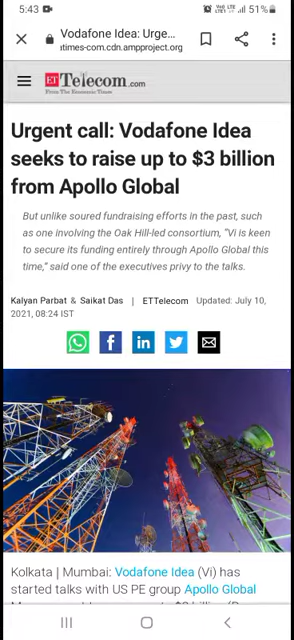 5:43 51%
Vodafone Idea: Urge...
ıtimes-com.cdn.ampproject.org
ET Telecom.com
From The Economic Times
Urgent call: Vodafone Idea
seeks to raise up to $3 billion
from Apollo Global
But unlike soured fundraising efforts in the past, such
as one involving the Oak Hill-led consortium, “Vi is keen
to secure its funding entirely through Apollo Global this
time,” said one of the executives privy to the talks.
Kalyan Parbat & Saikat Das | ETTelecom Updated: July 10,
2021, 08:24 IST
Kolkata | Mumbai: Vodafone Idea (Vi) has
started talks with US PE group Apollo Global